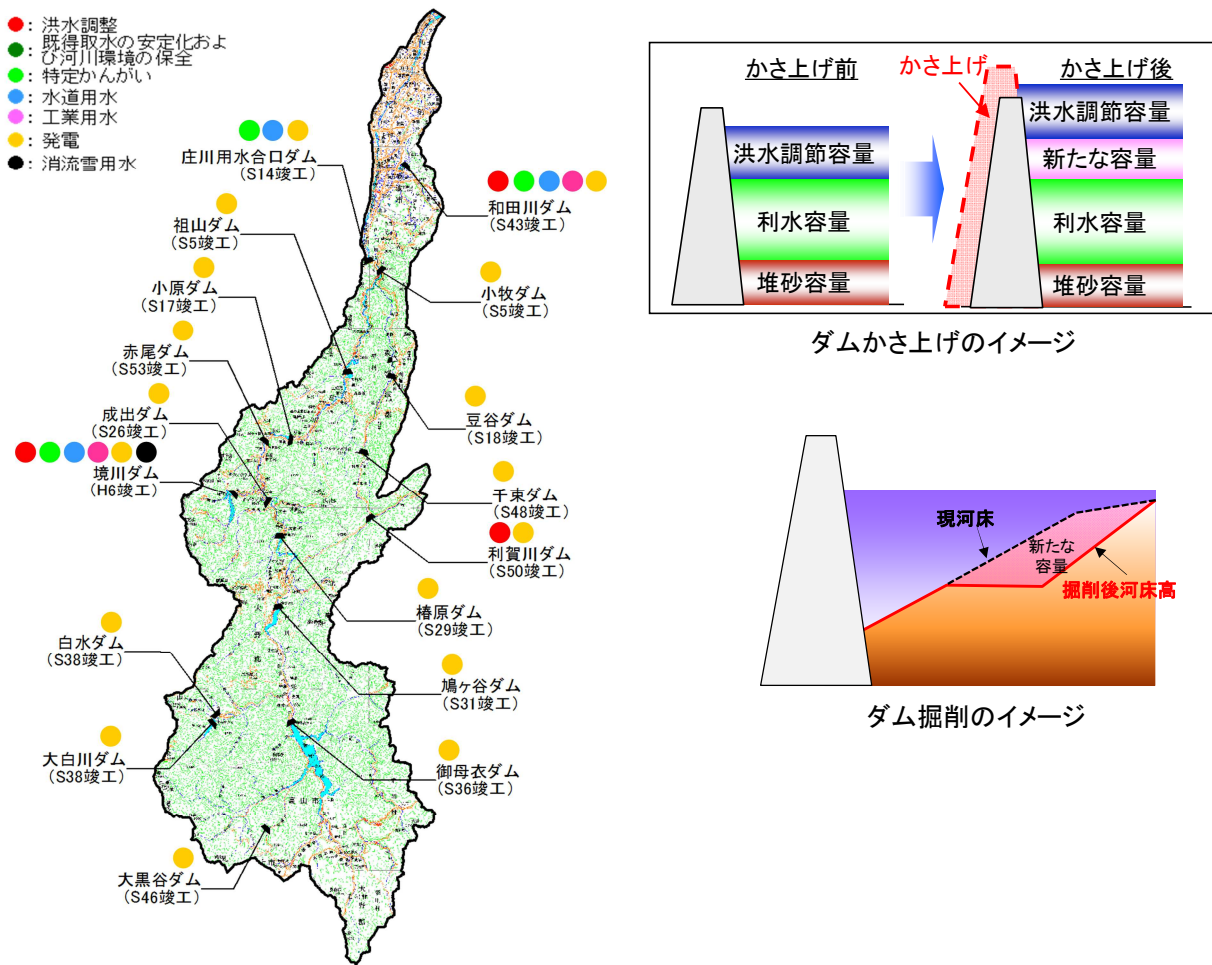 ：洪水調整
：既得取水の安定化およ
び河川環境の保全
：特定かんがい
：水道用水
：工業用水
：発電
：消流雪用水
庄川用水合口ダム
（S14竣工）
和田川ダム
（S43竣工）
祖山ダム
（S5竣工）
小牧ダム
（S5竣工）
小原ダム
（S17竣工）
赤尾ダム
（S53竣工）
豆谷ダム
（S18竣工）
成出ダム
（S26竣工）
境川ダム
（H6竣工）
千束ダム
（S48竣工）
利賀川ダム
（S50竣工）
椿原ダム
（S29竣工）
白水ダム
（S38竣工）
鳩ヶ谷ダム
（S31竣工）
大白川ダム
（S38竣工）
御母衣ダム
（S36竣工）
高山市
大黒谷ダム
（S46竣工）
かさ上げ前
かさ上げ
かさ上げ後
洪水調節容量
利水容量
堆砂容量
洪水調節容量
新たな容量
利水容量
堆砂容量
ダムかさ上げのイメージ
現河床
新たな
容量
掘削後河床高
ダム掘削のイメージ